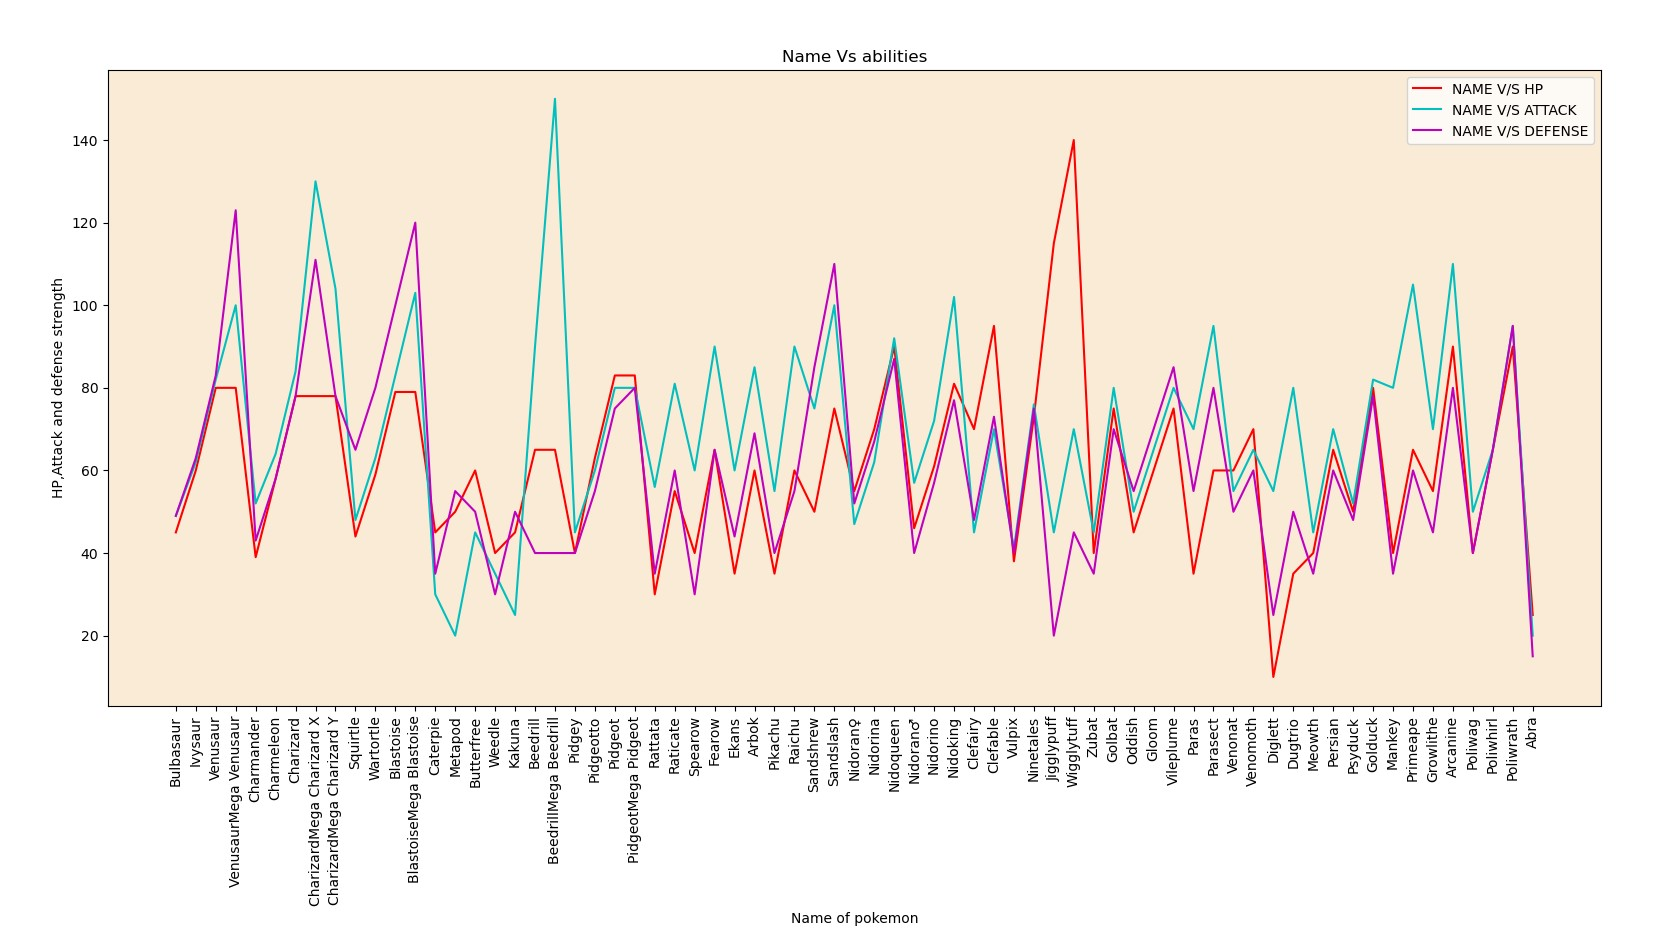 Name Vs abilities
NAME V/S HP
NAME V/S ATTACK
NAME V/S DEFENSE
HP,Attack and defense strength
140
120
100
80
60
40
20
Bulbasaur
Ivysaur
Venusaur
VenusaurMega Venusaur
Charmander
Charmeleon
Charizard
CharizardMega Charizard X
CharizardMega Charizard Y
Squirtle
Wartortle
Blastoise
BlastoiseMega Blastoise
Caterpie
Metapod
Butterfree
Weedle
Kakuna
Beedrill
BeedrillMega Beedrill
Pidgey
Pidgeotto
Pidgeot
PidgeotMega Pidgeot
Rattata
Raticate
Spearow
Fearow
Ekans
Arbok
Pikachu
Raichu
Sandshrew
Sandslash
Nidoran♀
Nidorina
Nidoqueen
Nidoran♂
Nidorino
Nidoking
Clefairy
Clefable
Vulpix
Ninetales
Jigglypuff
Wigglytuff
Zubat
Golbat
Oddish
Gloom
Vileplume
Paras
Parasect
Venonat
Venomoth
Diglett
Dugtrio
Meowth
Persian
Psyduck
Golduck
Mankey
Primeape
Growlithe
Arcanine
Poliwag
Poliwhirl
Poliwrath
Abra
Name of pokemon